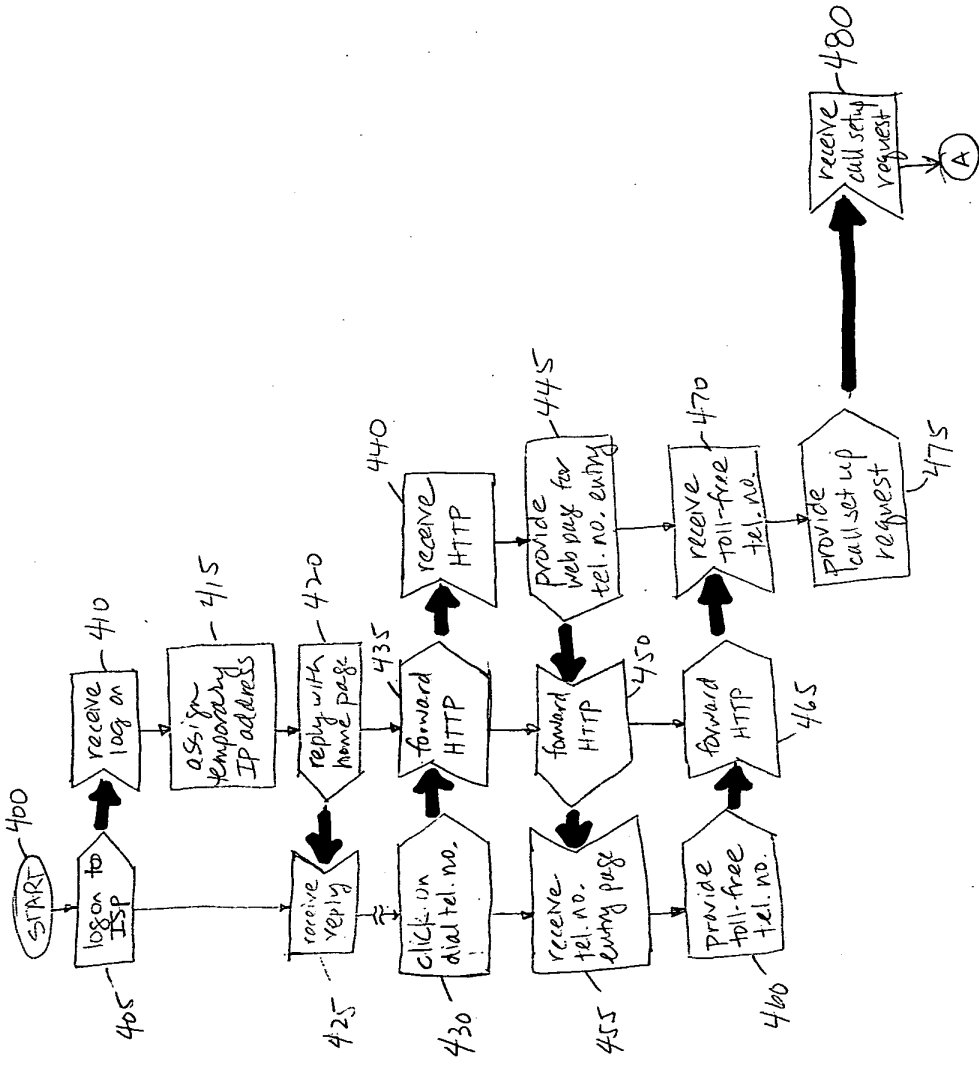 START
400
logon to
ISP
405
receive
log on
410
assign
temporary
IP address
415
reply with
home page
420
receive
reply
425
click on
dial tel. no.
430
forward
HTTP
435
receive
HTTP
440
provide
web page for
tel. no. entry
445
forward
HTTP
450
receive
tel. no.
entry page
455
provide
toll-free
tel. no.
460
forward
HTTP
465
receive
toll-free
tel. no.
470
provide
call set up
request
475
receive
call setup
request
480
A